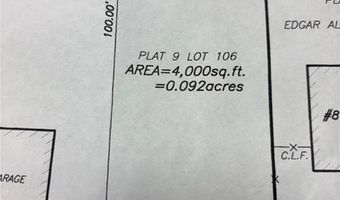 100.00'
PLAT 9 LOT 106
AREA=4,000sq.ft.
=0.092acres
EDGAR AL
#8
C.L.F.
ARAGE